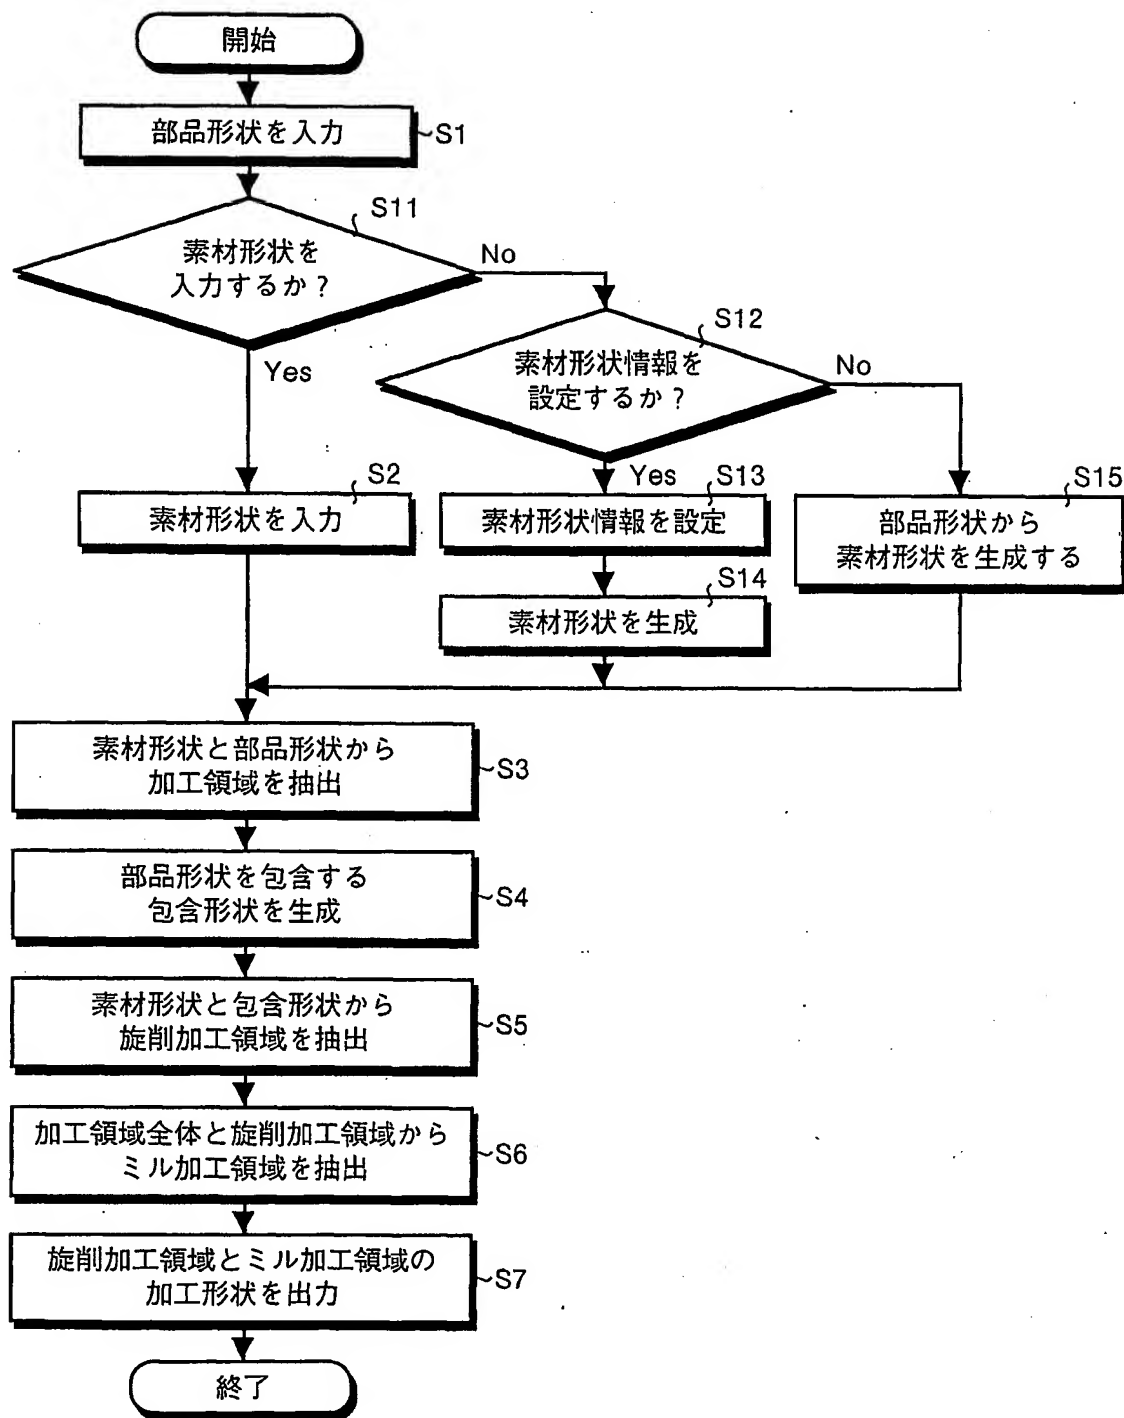 開始
部品形状を入力
S1
S11
素材形状を
入力するか？
No
Yes
S12
素材形状情報を
設定するか？
No
Yes
S2
素材形状を入力
S13
素材形状情報を設定
S14
素材形状を生成
S15
部品形状から
素材形状を生成する
素材形状と部品形状から
加工領域を抽出
S3
部品形状を包含する
包含形状を生成
S4
素材形状と包含形状から
旋削加工領域を抽出
S5
加工領域全体と旋削加工領域から
ミル加工領域を抽出
S6
旋削加工領域とミル加工領域の
加工形状を出力
S7
終了